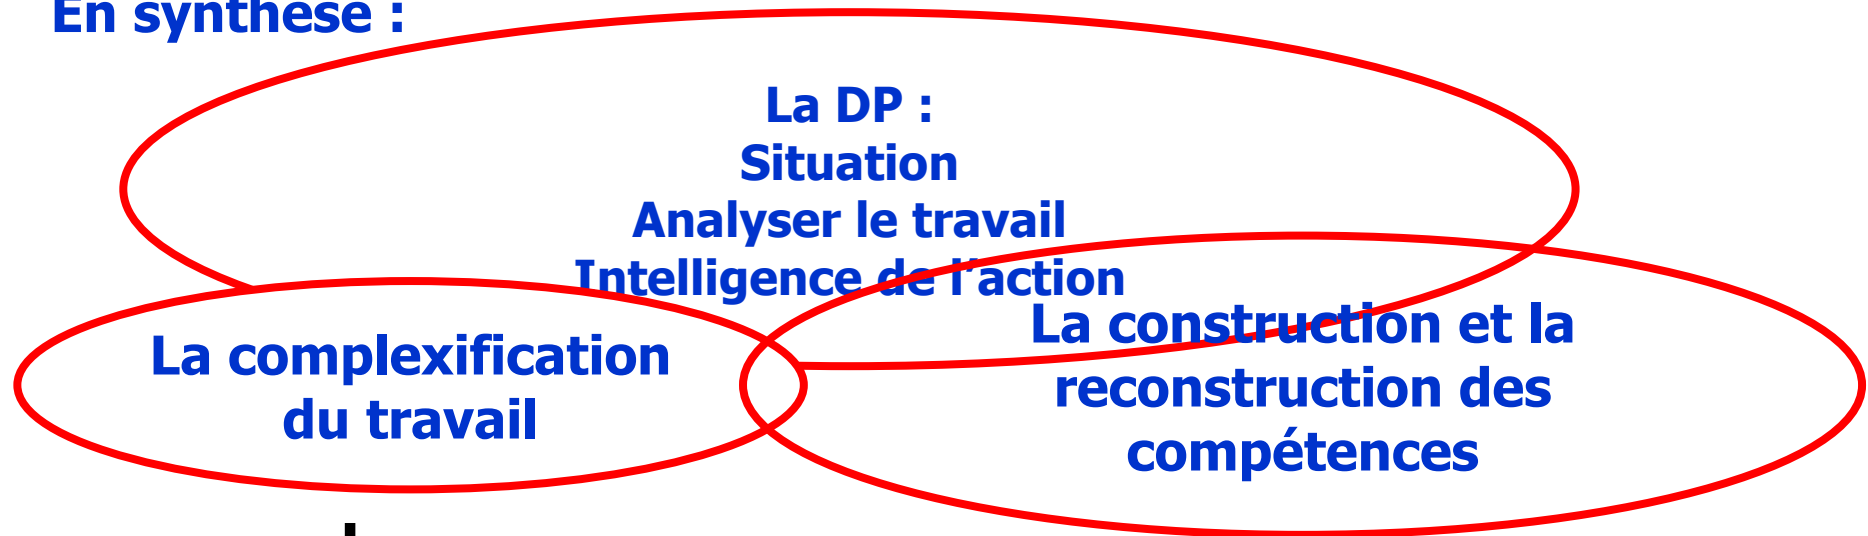 En synthèse :
La DP :
Situation
Analyser le travail
Intelligence de l’action
La complexification
du travail
La construction et la
reconstruction des
compétences